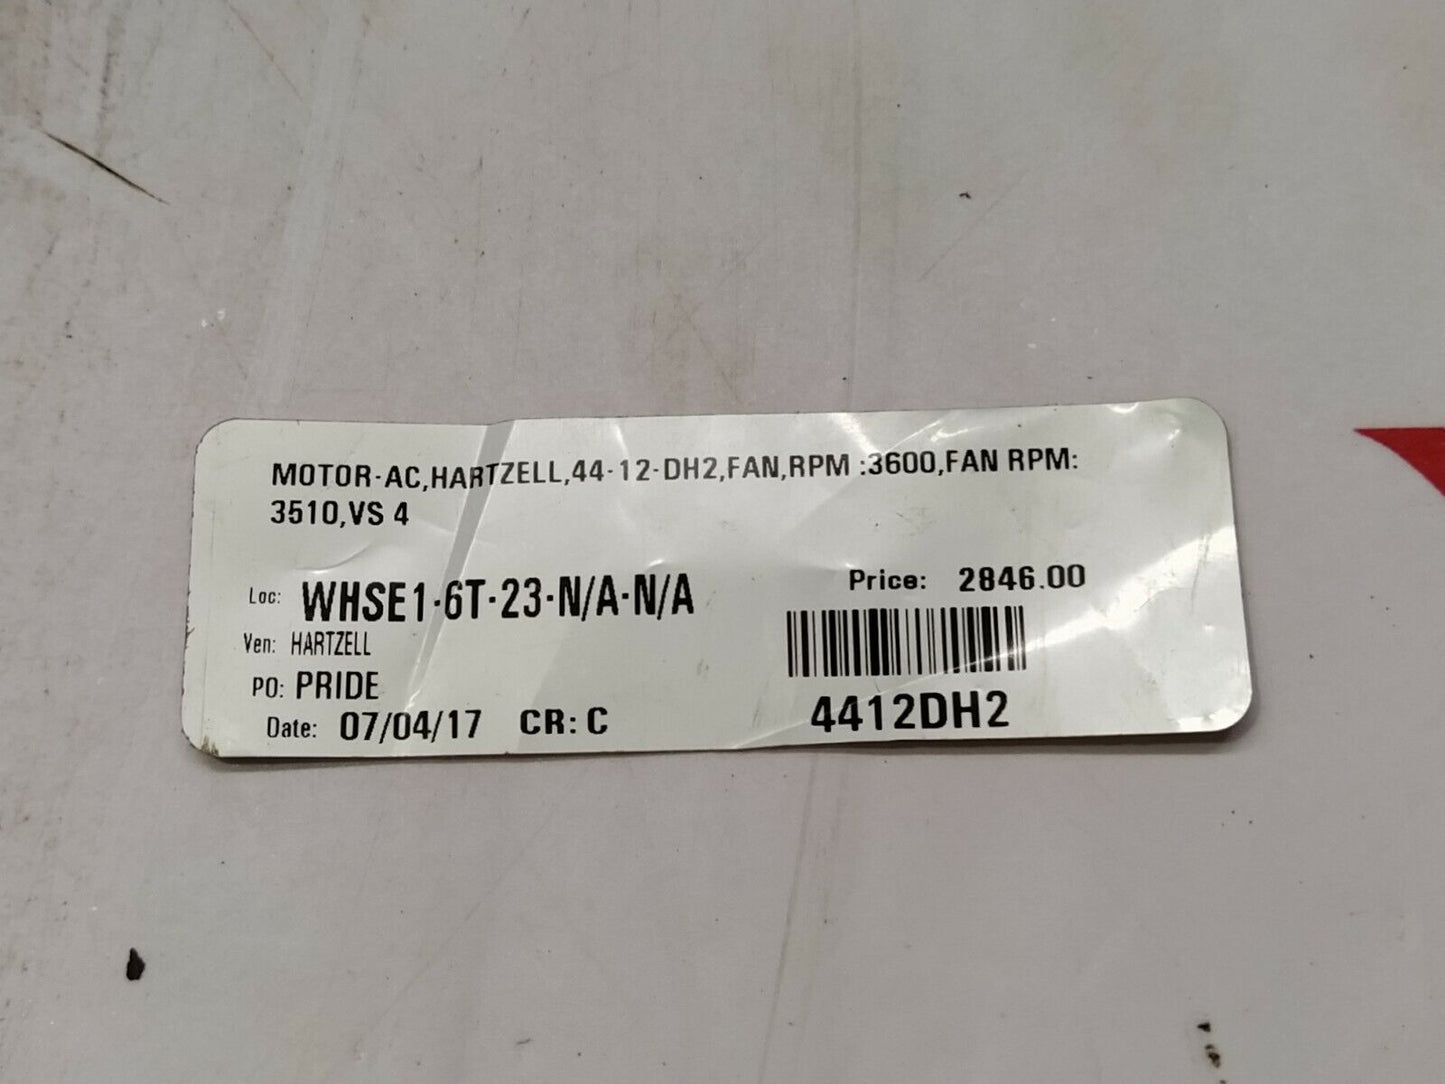 MOTOR-AC,HARTZELL,44-12-DH2,FAN,RPM :3600,FAN RPM:
3510,VS 4
Loc: WHSE1-6T-23-N/A-N/A
Price: 2846.00
Ven: HARTZELL
PO: PRIDE
Date: 07/04/17 CR: C
4412DH2